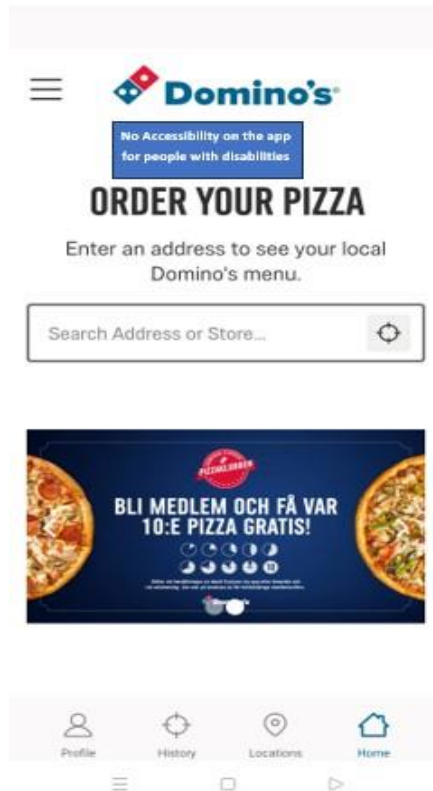 Domino's
No Accessibility on the app
for people with disabilities
ORDER YOUR PIZZA
Enter an address to see your local
Domino's menu.
Search Address or Store...
PIZZAKLUBBEN
BLI MEDLEM OCH FÅ VAR
10:E PIZZA GRATIS!
10
Domino's
Profile
History
Locations
Home